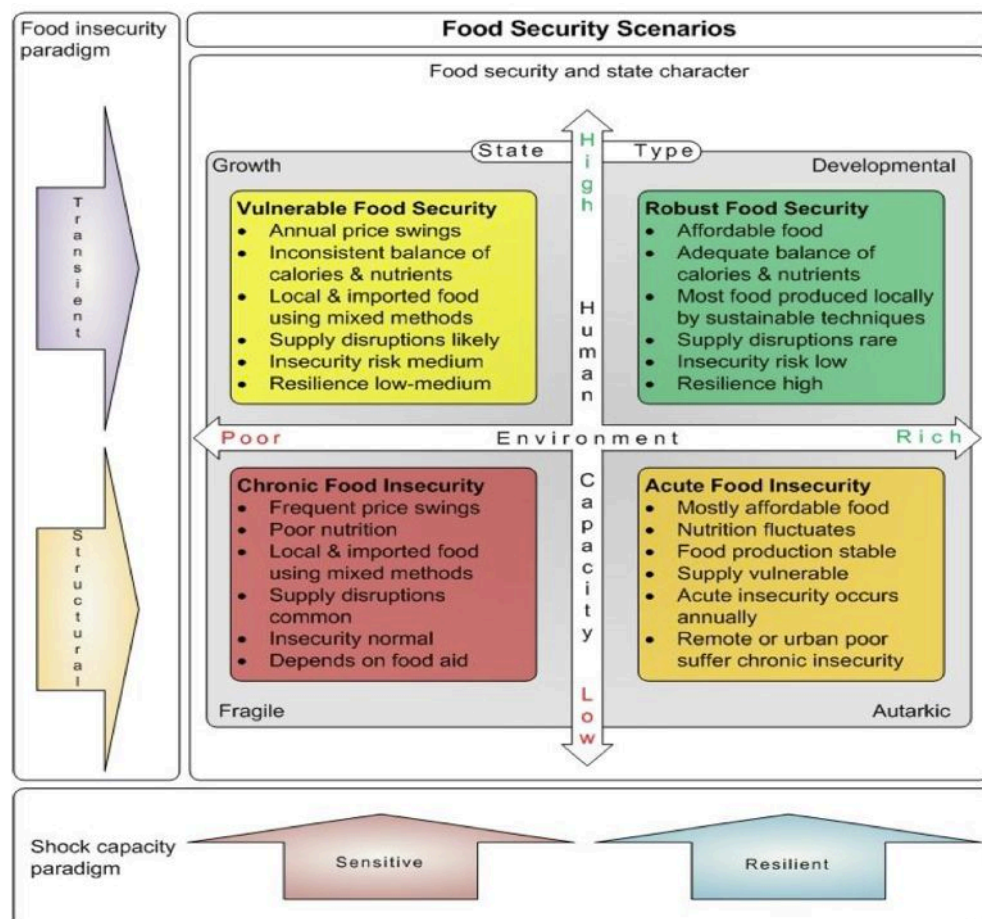 Food insecurity
paradigm
Food Security Scenarios
Food security and state character
State Type
Growth
Developmental
High
Human
Capacity
Low
Vulnerable Food Security
• Annual price swings
• Inconsistent balance of
calories & nutrients
• Local & imported food
using mixed methods
• Supply disruptions likely
• Insecurity risk medium
• Resilience low-medium
Robust Food Security
• Affordable food
• Adequate balance of
calories & nutrients
• Most food produced locally
by sustainable techniques
• Supply disruptions rare
• Insecurity risk low
• Resilience high
Transient
Poor
Environment
Rich
Chronic Food Insecurity
• Frequent price swings
• Poor nutrition
• Local & imported food
using mixed methods
• Supply disruptions
common
• Insecurity normal
• Depends on food aid
Acute Food Insecurity
• Mostly affordable food
• Nutrition fluctuates
• Food production stable
• Supply vulnerable
• Acute insecurity occurs
annually
• Remote or urban poor
suffer chronic insecurity
Structural
Fragile
Autarkic
Shock capacity
paradigm
Sensitive
Resilient